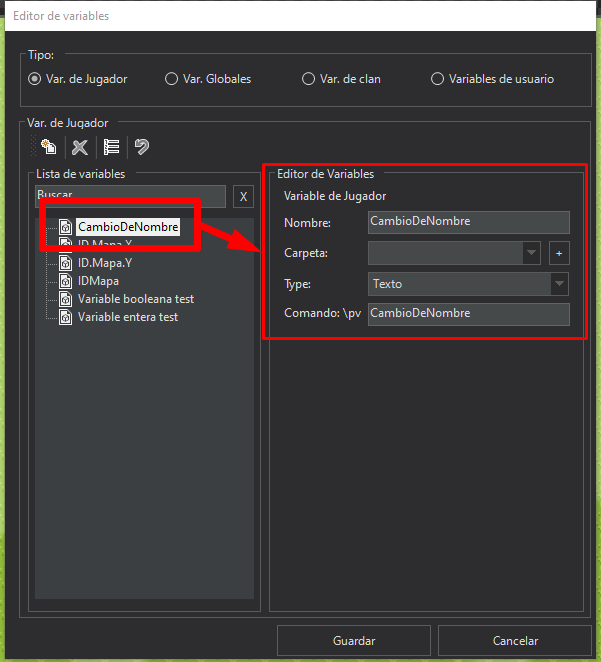 Editor de variables
Tipo:
Var. de Jugador
Var. Globales
Var. de clan
Variables de usuario
Var. de Jugador
Lista de variables
Buscar
X
CambioDeNombre
ID.Mapa.X
ID.Mapa.Y
IDMapa
Variable booleana test
Variable entera test
Editor de Variables
Variable de Jugador
Nombre:
CambioDeNombre
Carpeta:
+
Type:
Texto
Comando: \pv
CambioDeNombre
Guardar
Cancelar